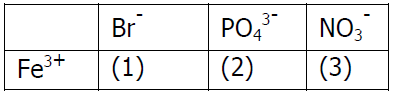 Br⁻ PO₄³⁻ NO₃⁻
Fe³⁺ (1) (2) (3)